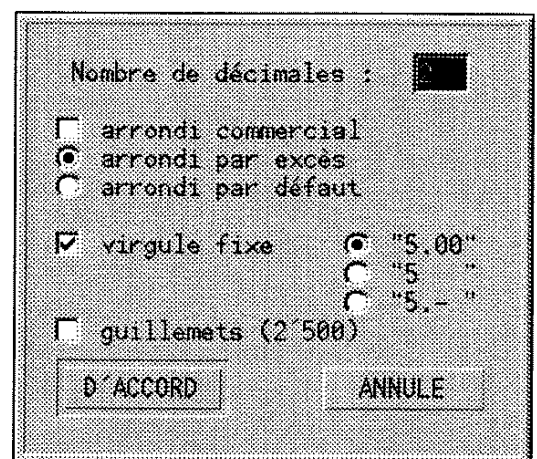 Nombre de décimales :
arrondi commercial
arrondi par excès
arrondi par défaut
virgule fixe "5.00"
"5 "
"5.- "
guillemets (2´500)
D´ACCORD ANNULE